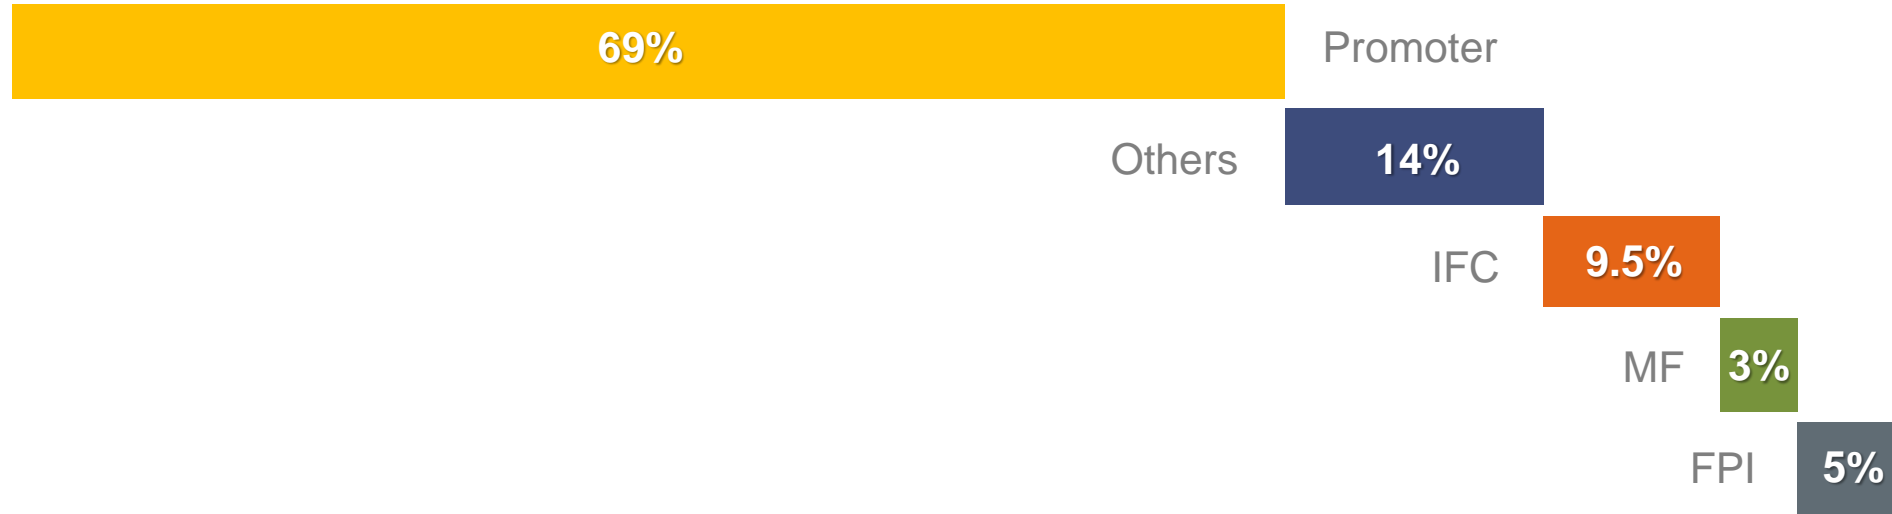 69% Promoter
Others 14%
IFC 9.5%
MF 3%
FPI 5%